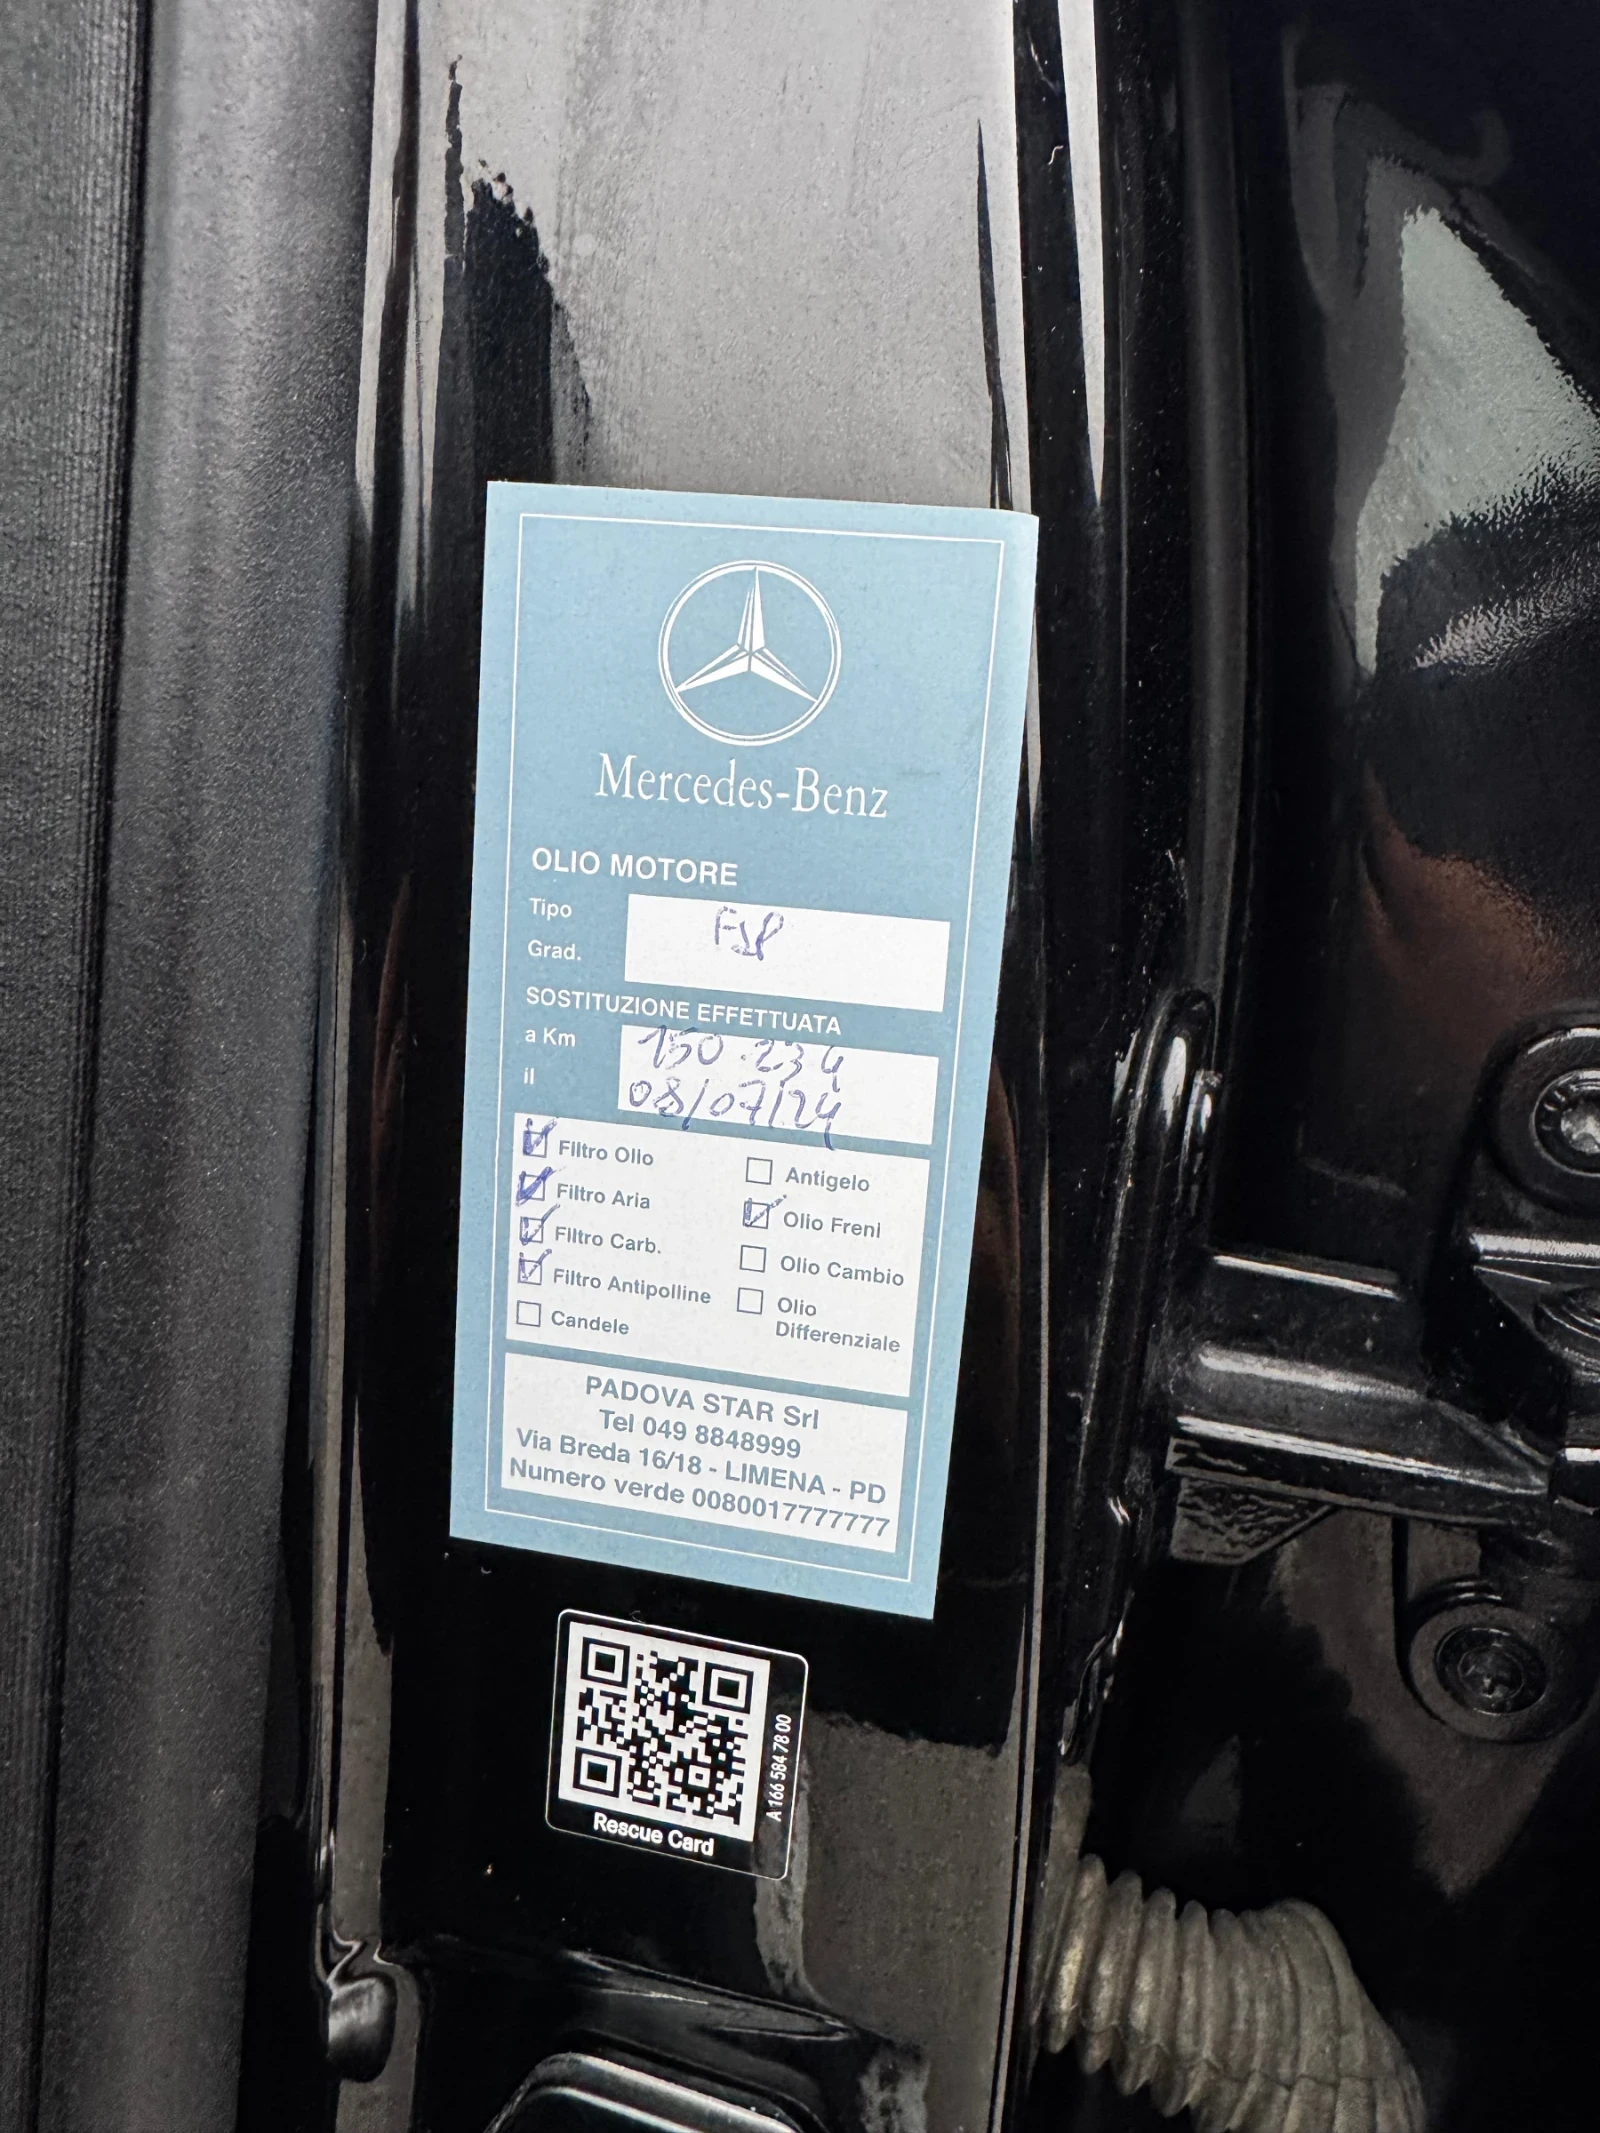 Mercedes-Benz
OLIO MOTORE
Tipo
Grad.
SOSTITUZIONE EFFETTUATA
a Km 150.234
il 08/07/24
Filtro Olio
Filtro Aria
Filtro Carb.
Filtro Antipolline
Candele
Antigelo
Olio Freni
Olio Cambio
Olio
Differenziale
PADOVA STAR Srl
Tel 049 8848999
Via Breda 16/18 - LIMENA - PD
Numero verde 0080017777777
A 166 584 78 00
Rescue Card